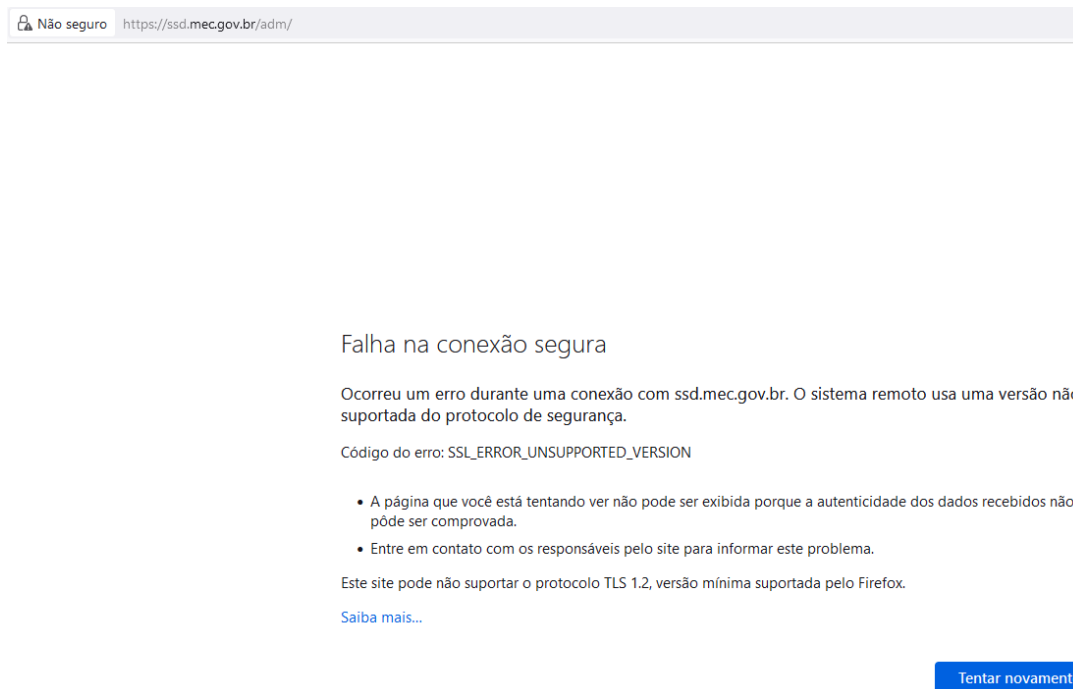 Não seguro https://ssd.mec.gov.br/adm/
Falha na conexão segura
Ocorreu um erro durante uma conexão com ssd.mec.gov.br. O sistema remoto usa uma versão nã
suportada do protocolo de segurança.
Código do erro: SSL_ERROR_UNSUPPORTED_VERSION
• A página que você está tentando ver não pode ser exibida porque a autenticidade dos dados recebidos não
pôde ser comprovada.
• Entre em contato com os responsáveis pelo site para informar este problema.
Este site pode não suportar o protocolo TLS 1.2, versão mínima suportada pelo Firefox.
Saiba mais...
Tentar novament